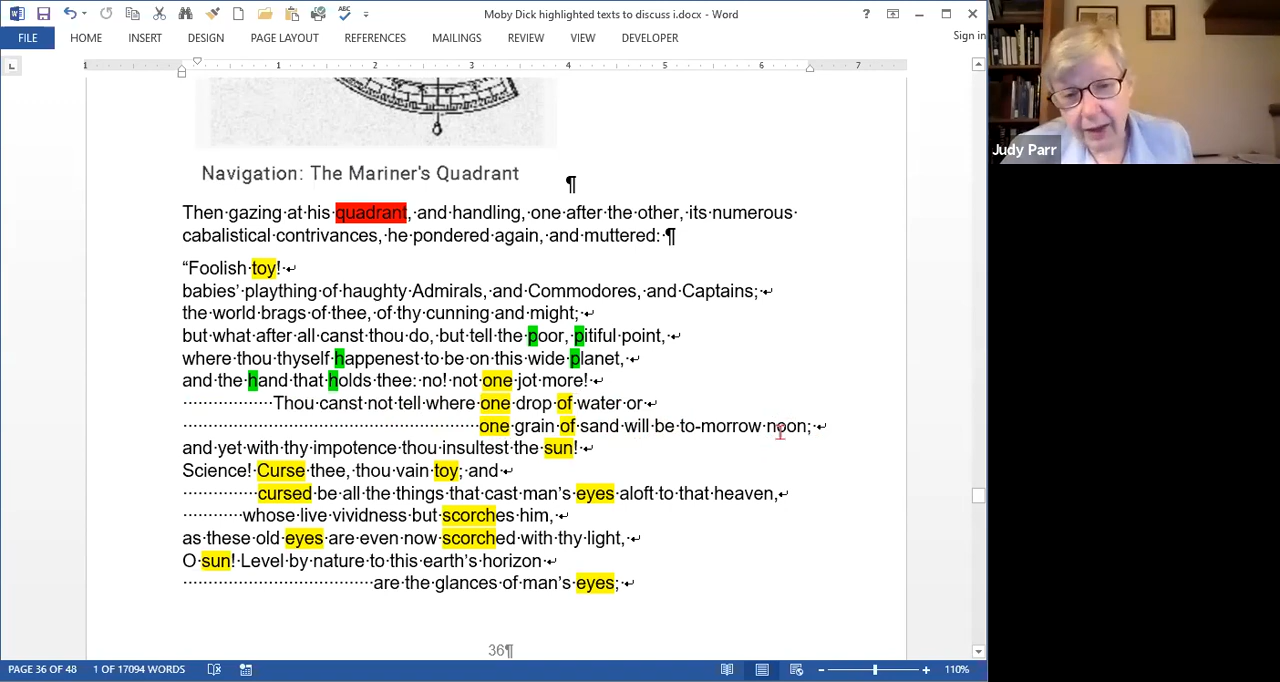 Moby Dick highlighted texts to discuss i.docx - Word
FILE HOME INSERT DESIGN PAGE LAYOUT REFERENCES MAILINGS REVIEW VIEW DEVELOPER Sign in
1 1 2 3 4 5 6 7
Judy Parr
Navigation: The Mariner's Quadrant ¶
Then gazing at his quadrant, and handling, one after the other, its numerous
cabalistical contrivances, he pondered again, and muttered: ¶
“Foolish toy!
babies’ plaything of haughty Admirals, and Commodores, and Captains;
the world brags of thee, of thy cunning and might;
but what after all canst thou do, but tell the poor, pitiful point,
where thou thyself happenest to be on this wide planet,
and the hand that holds thee: no! not one jot more!
Thou canst not tell where one drop of water or
one grain of sand will be to-morrow noon;
and yet with thy impotence thou insultest the sun!
Science! Curse thee, thou vain toy; and
cursed be all the things that cast man’s eyes aloft to that heaven,
whose live vividness but scorches him,
as these old eyes are even now scorched with thy light,
O sun! Level by nature to this earth’s horizon
are the glances of man’s eyes;
36¶
PAGE 36 OF 48 1 OF 17094 WORDS 110%